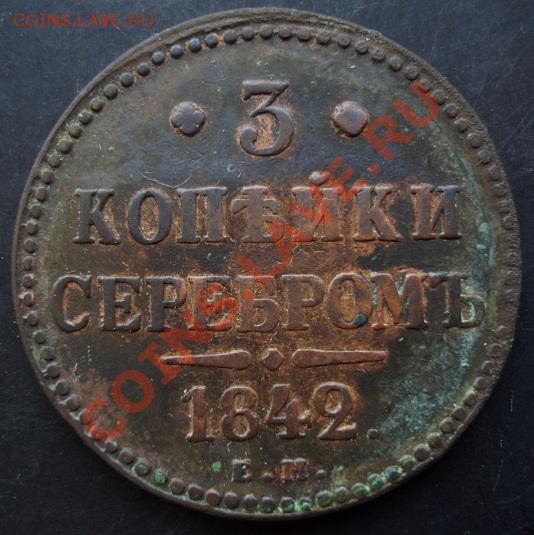 COINS.LAVE.RU
· 3 ·
КОПѢЙКИ
СЕРЕБРОМЪ
1842.
Е.М.
COINS.LAVE.RU